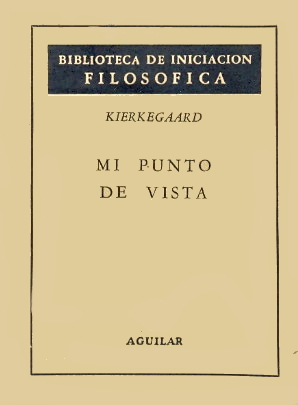 BIBLIOTECA DE INICIACION
FILOSOFICA
KIERKEGAARD
MI PUNTO
DE VISTA
AGUILAR